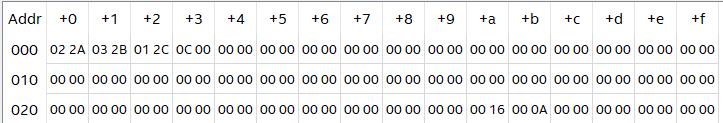 Addr +0 +1 +2 +3 +4 +5 +6 +7 +8 +9 +a +b +c +d +e +f
000 02 2A 03 2B 01 2C 0C 00 00 00 00 00 00 00 00 00 00 00 00 00 00 00 00 00 00 00 00 00 00 00 00 00
010 00 00 00 00 00 00 00 00 00 00 00 00 00 00 00 00 00 00 00 00 00 00 00 00 00 00 00 00 00 00 00 00
020 00 00 00 00 00 00 00 00 00 00 00 00 00 00 00 00 00 00 00 00 00 16 00 0A 00 00 00 00 00 00 00 00